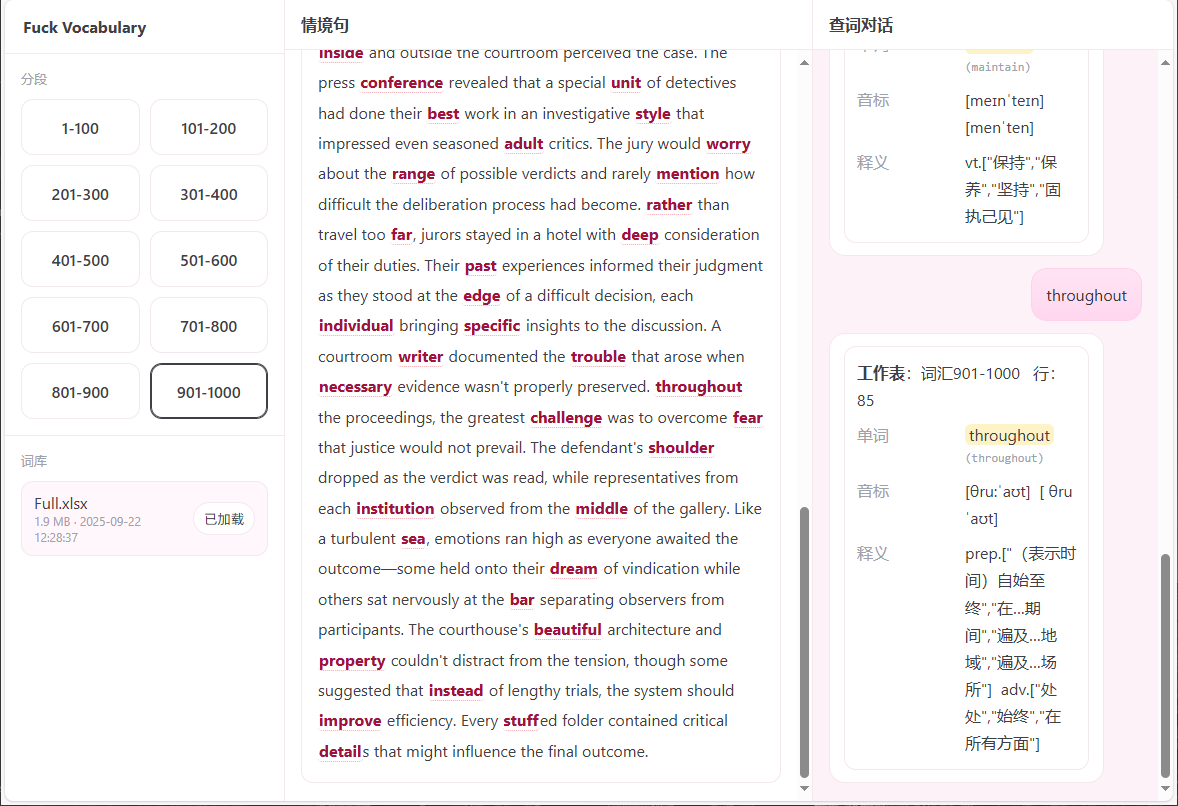 Fuck Vocabulary
分段
1-100
101-200
201-300
301-400
401-500
501-600
601-700
701-800
801-900
901-1000
词库
Full.xlsx
1.9 MB · 2025-09-22
12:28:37
已加载
情境句
inside and outside the courtroom perceived the case. The
press conference revealed that a special unit of detectives
had done their best work in an investigative style that
impressed even seasoned adult critics. The jury would worry
about the range of possible verdicts and rarely mention how
difficult the deliberation process had become. rather than
travel too far, jurors stayed in a hotel with deep consideration
of their duties. Their past experiences informed their judgment
as they stood at the edge of a difficult decision, each
individual bringing specific insights to the discussion. A
courtroom writer documented the trouble that arose when
necessary evidence wasn't properly preserved. throughout
the proceedings, the greatest challenge was to overcome fear
that justice would not prevail. The defendant's shoulder
dropped as the verdict was read, while representatives from
each institution observed from the middle of the gallery. Like
a turbulent sea, emotions ran high as everyone awaited the
outcome—some held onto their dream of vindication while
others sat nervously at the bar separating observers from
participants. The courthouse's beautiful architecture and
property couldn't distract from the tension, though some
suggested that instead of lengthy trials, the system should
improve efficiency. Every stuffed folder contained critical
details that might influence the final outcome.
查词对话
(maintain)
音标
[meɪnˈteɪn]
[menˈten]
释义
vt.["保持","保
养","坚持","固
执己见"]
throughout
工作表：词汇901-1000 行：
85
单词
throughout
(throughout)
音标
[θruːˈaʊt] [ θru
ˈaʊt]
释义
prep.["（表示时
间）自始至
终","在...期
间","遍及...地
域","遍及...场
所"] adv.["处
处","始终","在
所有方面"]